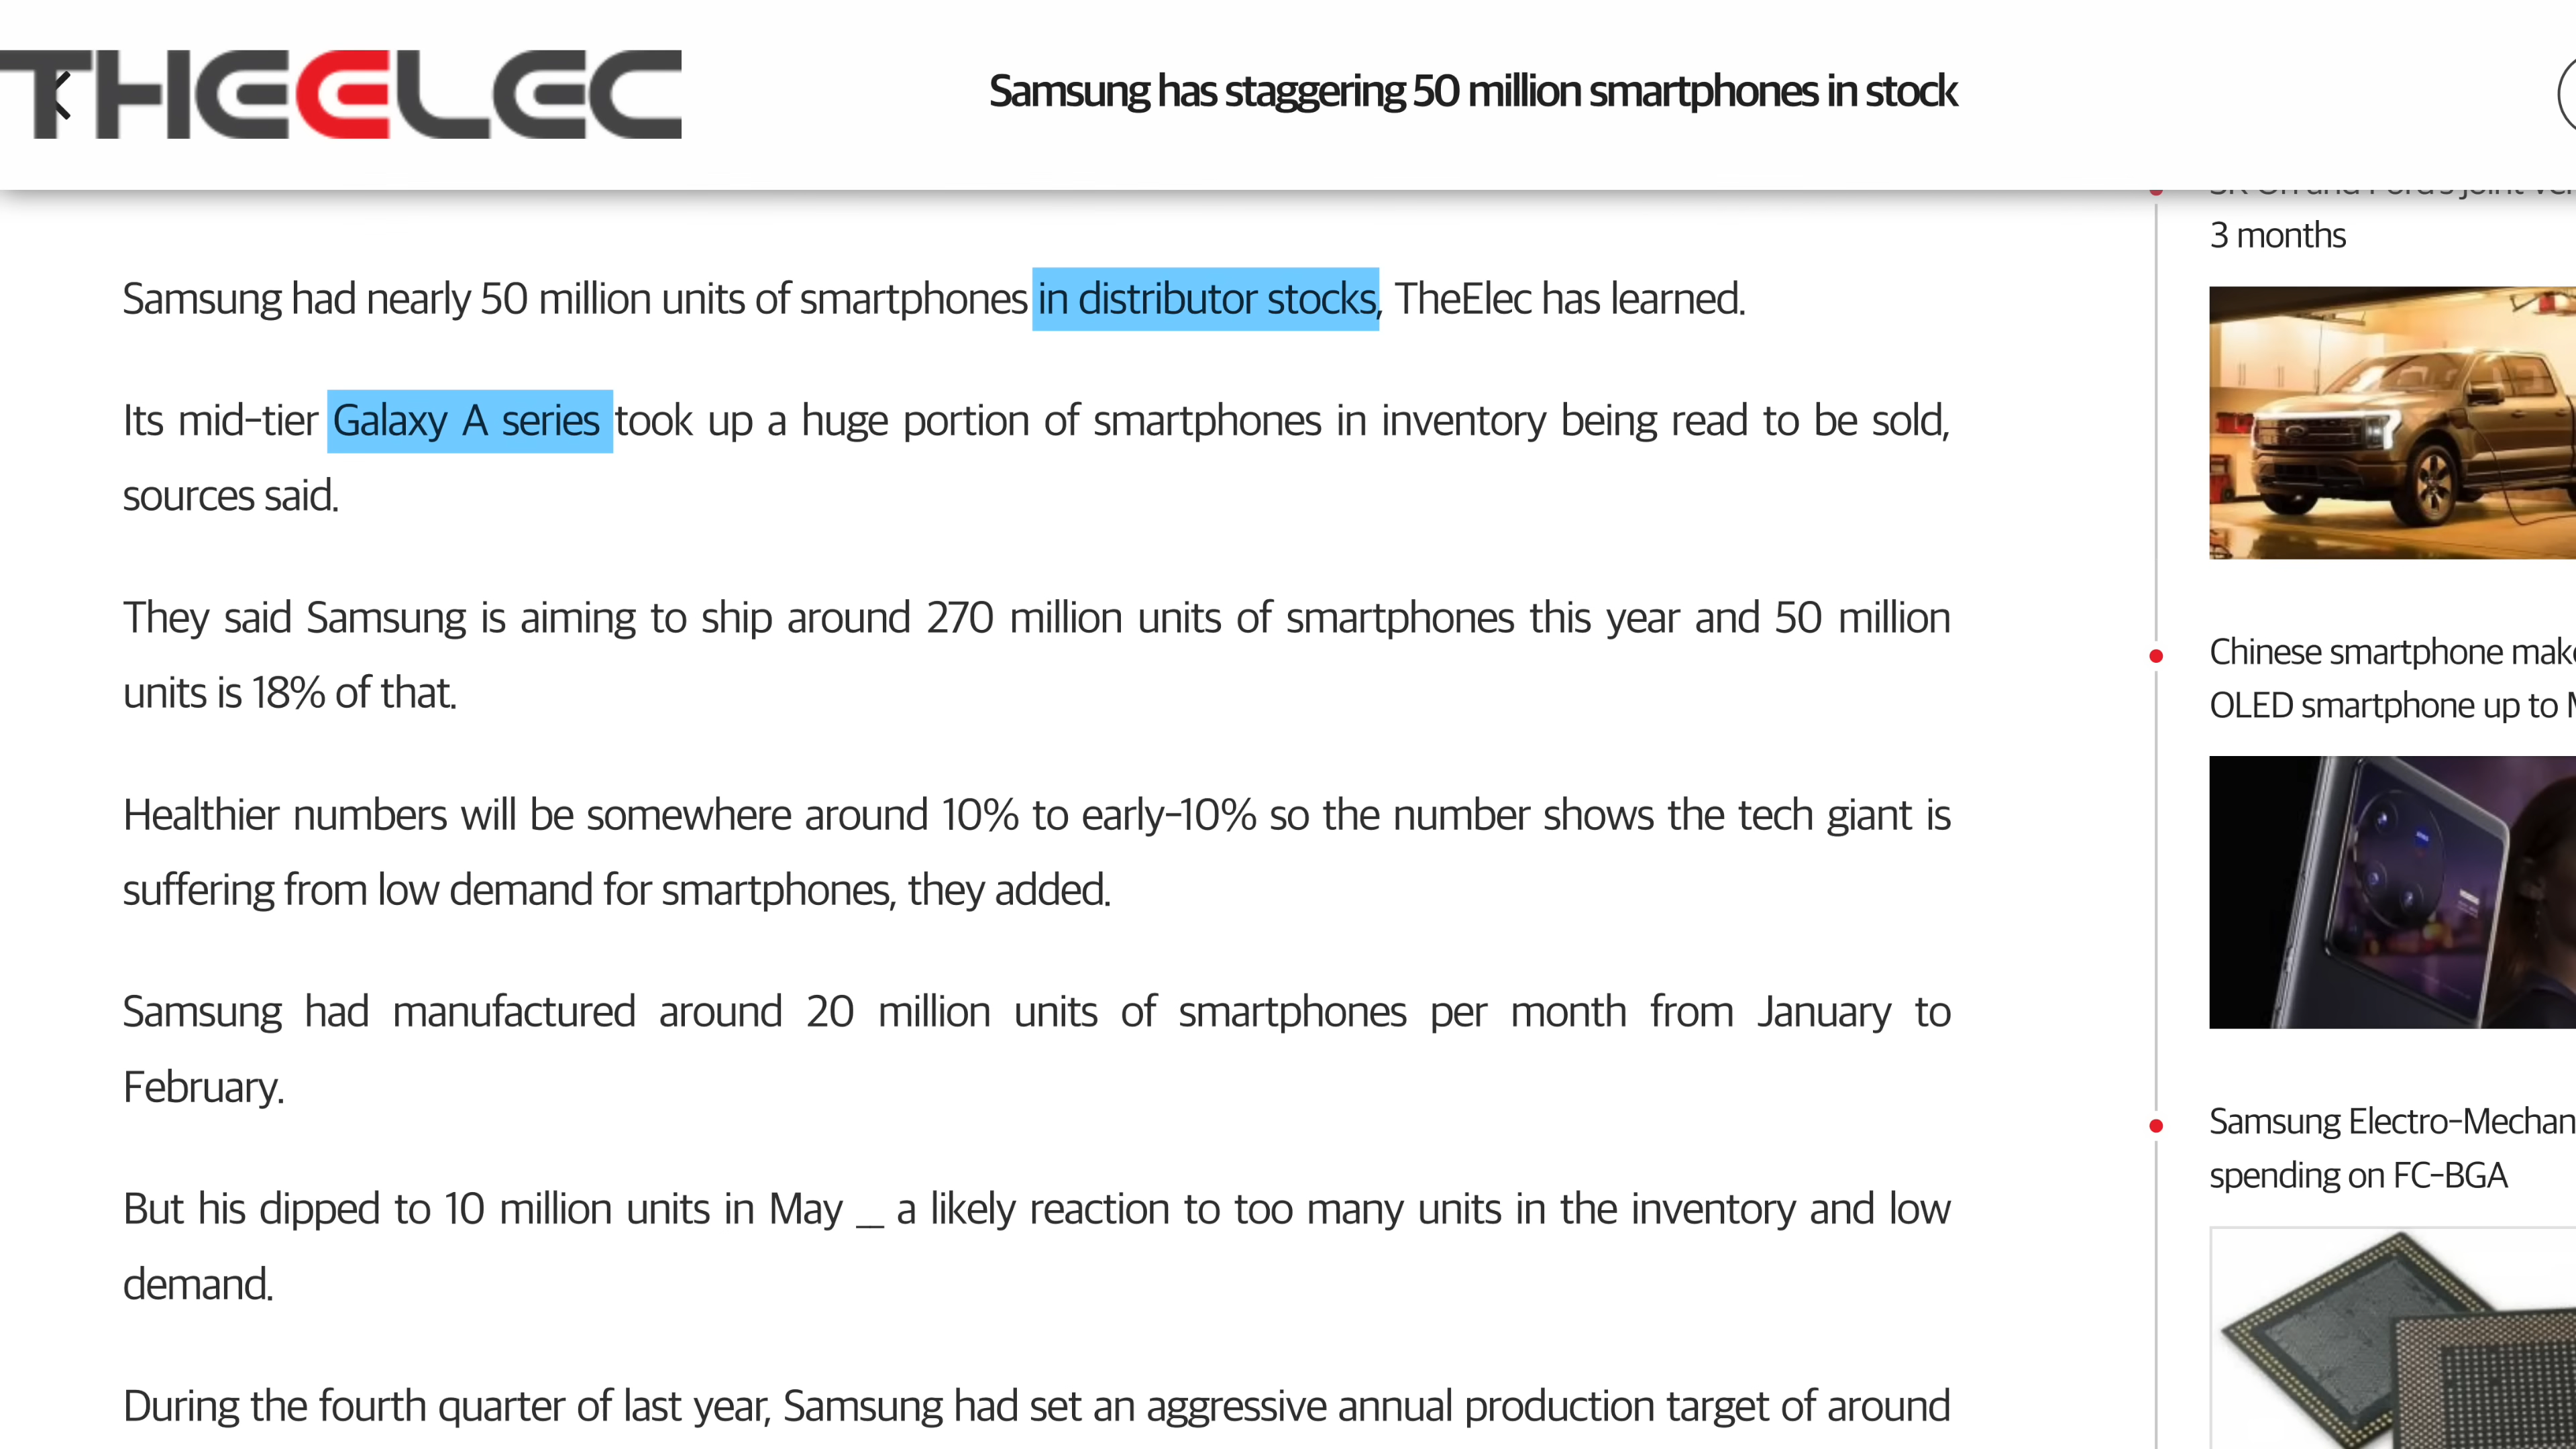 THEELEC
Samsung has staggering 50 million smartphones in stock
Samsung had nearly 50 million units of smartphones in distributor stocks, TheElec has learned.
Its mid-tier Galaxy A series took up a huge portion of smartphones in inventory being read to be sold,
sources said.
They said Samsung is aiming to ship around 270 million units of smartphones this year and 50 million
units is 18% of that.
Healthier numbers will be somewhere around 10% to early-10% so the number shows the tech giant is
suffering from low demand for smartphones, they added.
Samsung had manufactured around 20 million units of smartphones per month from January to
February.
But his dipped to 10 million units in May _ a likely reaction to too many units in the inventory and low
demand.
During the fourth quarter of last year, Samsung had set an aggressive annual production target of around
3 months
Chinese smartphone
OLED smartphone up to
Samsung
spending on FC-BGA